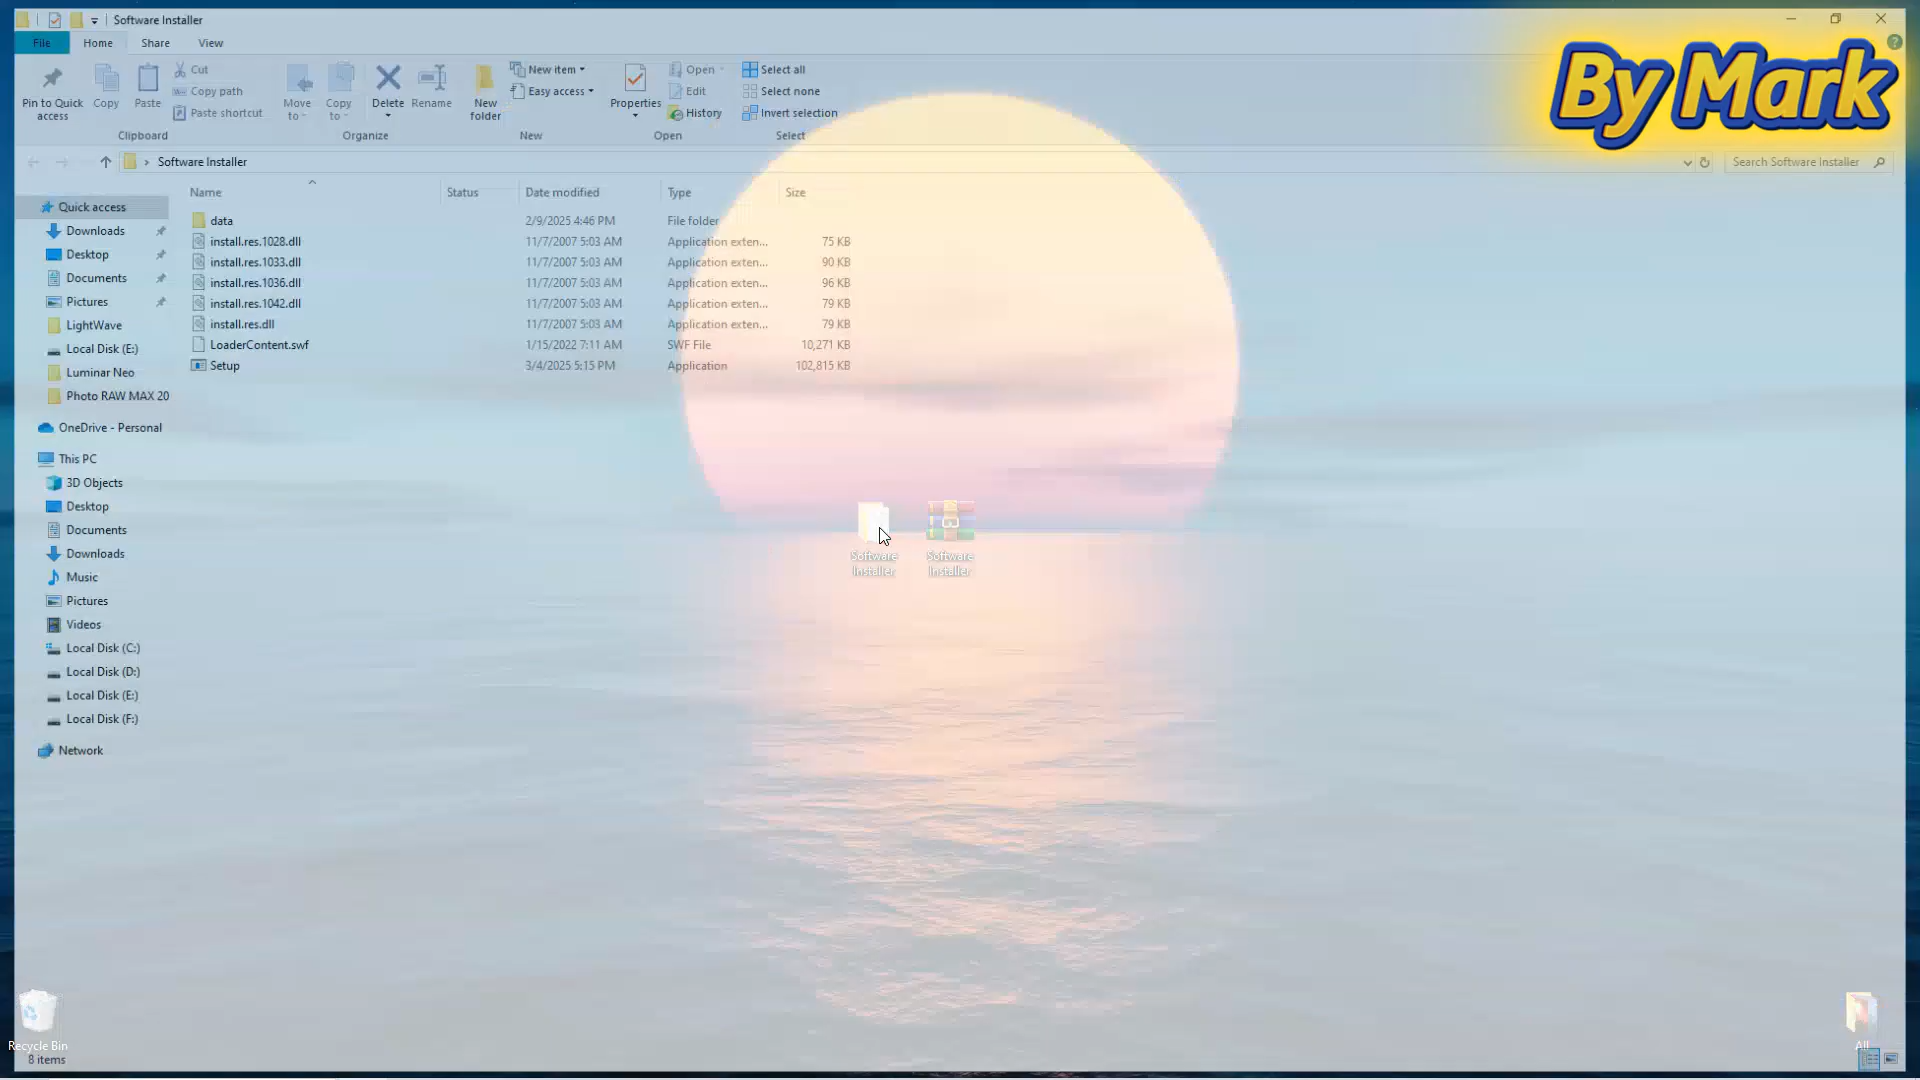 Software Installer
File
Home
Share
View
By Mark
Pin to Quick access
Copy
Paste
Cut
Copy path
Paste shortcut
Clipboard
Move to
Copy to
Delete
Rename
Organize
New folder
New item
Easy access
New
Properties
Open
Edit
History
Open
Select all
Select none
Invert selection
Select
Software Installer
Search Software Installer
Name Status Date modified Type Size
data 2/9/2025 4:46 PM File folder
install.res.1028.dll 11/7/2007 5:03 AM Application exten... 75 KB
install.res.1033.dll 11/7/2007 5:03 AM Application exten... 90 KB
install.res.1036.dll 11/7/2007 5:03 AM Application exten... 96 KB
install.res.1042.dll 11/7/2007 5:03 AM Application exten... 79 KB
install.res.dll 11/7/2007 5:03 AM Application exten... 79 KB
LoaderContent.swf 1/15/2022 7:11 AM SWF File 10,271 KB
Setup 3/4/2025 5:15 PM Application 102,815 KB
Quick access
Downloads
Desktop
Documents
Pictures
LightWave
Local Disk (E:)
Luminar Neo
Photo RAW MAX 20
OneDrive - Personal
This PC
3D Objects
Desktop
Documents
Downloads
Music
Pictures
Videos
Local Disk (C:)
Local Disk (D:)
Local Disk (E:)
Local Disk (F:)
Network
Software
Installer
Software
Installer
Recycle Bin
8 items
All